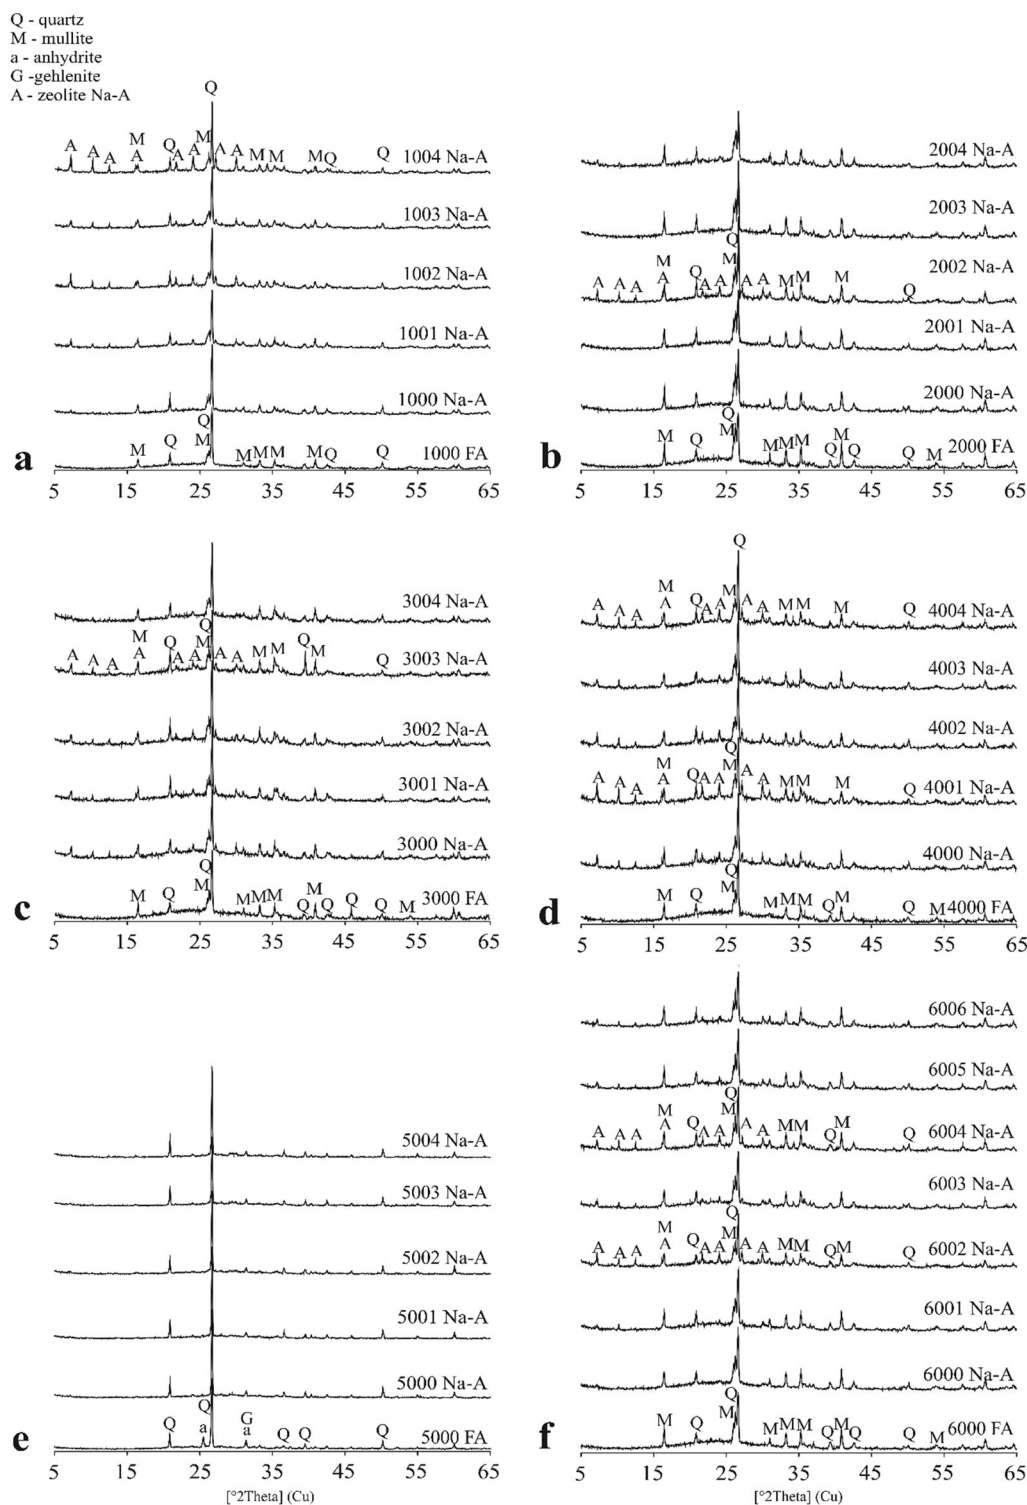 Q - quartz
M - mullite
a - anhydrite
G -gehlenite
A - zeolite Na-A
Q
A A A M A Q A A M A A M M M Q Q 1004 Na-A
1003 Na-A
1002 Na-A
1001 Na-A
1000 Na-A
M Q Q M M M M M Q Q 1000 FA
a
5 15 25 35 45 55 65
2004 Na-A
2003 Na-A
Q
A A A M A Q A A M A A M M M Q 2002 Na-A
2001 Na-A
2000 Na-A
M Q Q M M M M Q M Q Q M 2000 FA
b
5 15 25 35 45 55 65
3004 Na-A
Q
A A A M A Q A A M A A M M Q M Q 3003 Na-A
3002 Na-A
3001 Na-A
3000 Na-A
M Q Q M M M M Q M Q Q Q M 3000 FA
c
5 15 25 35 45 55 65
Q
A A A M A Q A A M A A M M M Q 4004 Na-A
4003 Na-A
4002 Na-A
Q
A A A M A Q A A M A A M M M Q 4001 Na-A
4000 Na-A
M Q Q M M M M Q M Q M 4000 FA
d
5 15 25 35 45 55 65
5004 Na-A
5003 Na-A
5002 Na-A
5001 Na-A
5000 Na-A
Q Q a G a Q Q Q 5000 FA
e
5 15 25 35 45 55 65
[°2Theta] (Cu)
6006 Na-A
6005 Na-A
Q
A A A M A Q A A M A A M M Q M Q 6004 Na-A
6003 Na-A
Q
A A A M A Q A A M A A M M Q M Q 6002 Na-A
6001 Na-A
6000 Na-A
M Q Q M M M M Q M Q Q M 6000 FA
f
5 15 25 35 45 55 65
[°2Theta] (Cu)